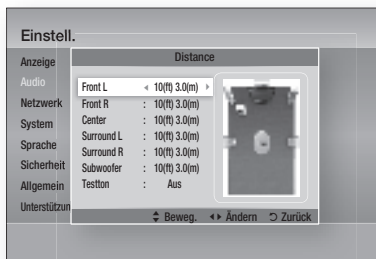 Einstell.
Anzeige
Audio
Netzwerk
System
Sprache
Sicherheit
Allgemein
Unterstützun
Distance
Front L ◀ 10(ft) 3.0(m) ▶
Front R : 10(ft) 3.0(m)
Center : 10(ft) 3.0(m)
Surround L : 10(ft) 3.0(m)
Surround R : 10(ft) 3.0(m)
Subwoofer : 10(ft) 3.0(m)
Testton : Aus
Beweg. Ändern Zurück